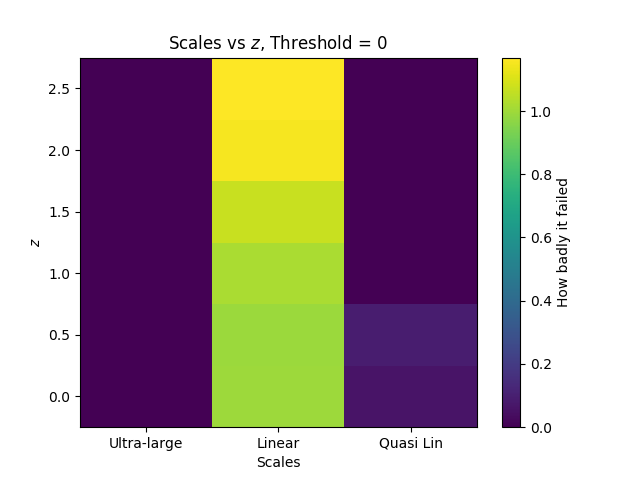 Scales vs z, Threshold = 0
2.5
2.0
1.5
1.0
0.5
0.0
z
Ultra-large
Linear
Quasi Lin
Scales
1.0
0.8
0.6
0.4
0.2
0.0
How badly it failed